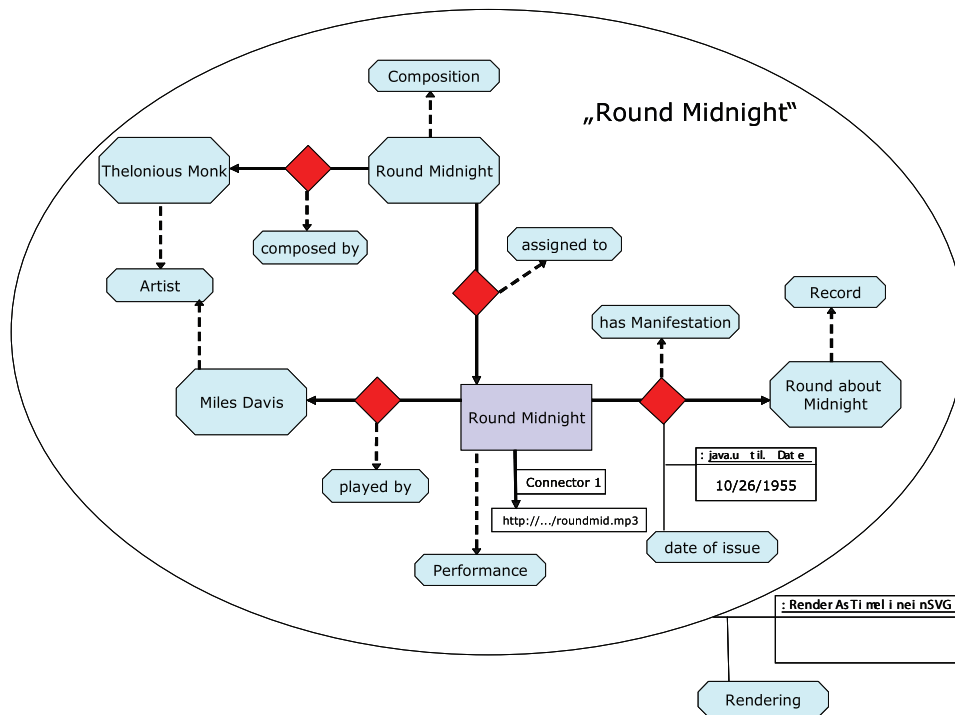 Composition
„Round Midnight“
Thelonious Monk
Round Midnight
composed by
assigned to
Artist
Record
has Manifestation
Miles Davis
Round Midnight
Round about
Midnight
: java.u til. Date
10/26/1955
Connector 1
played by
http://.../roundmid.mp3
date of issue
Performance
: Render AsTi mel i nei nSVG
Rendering